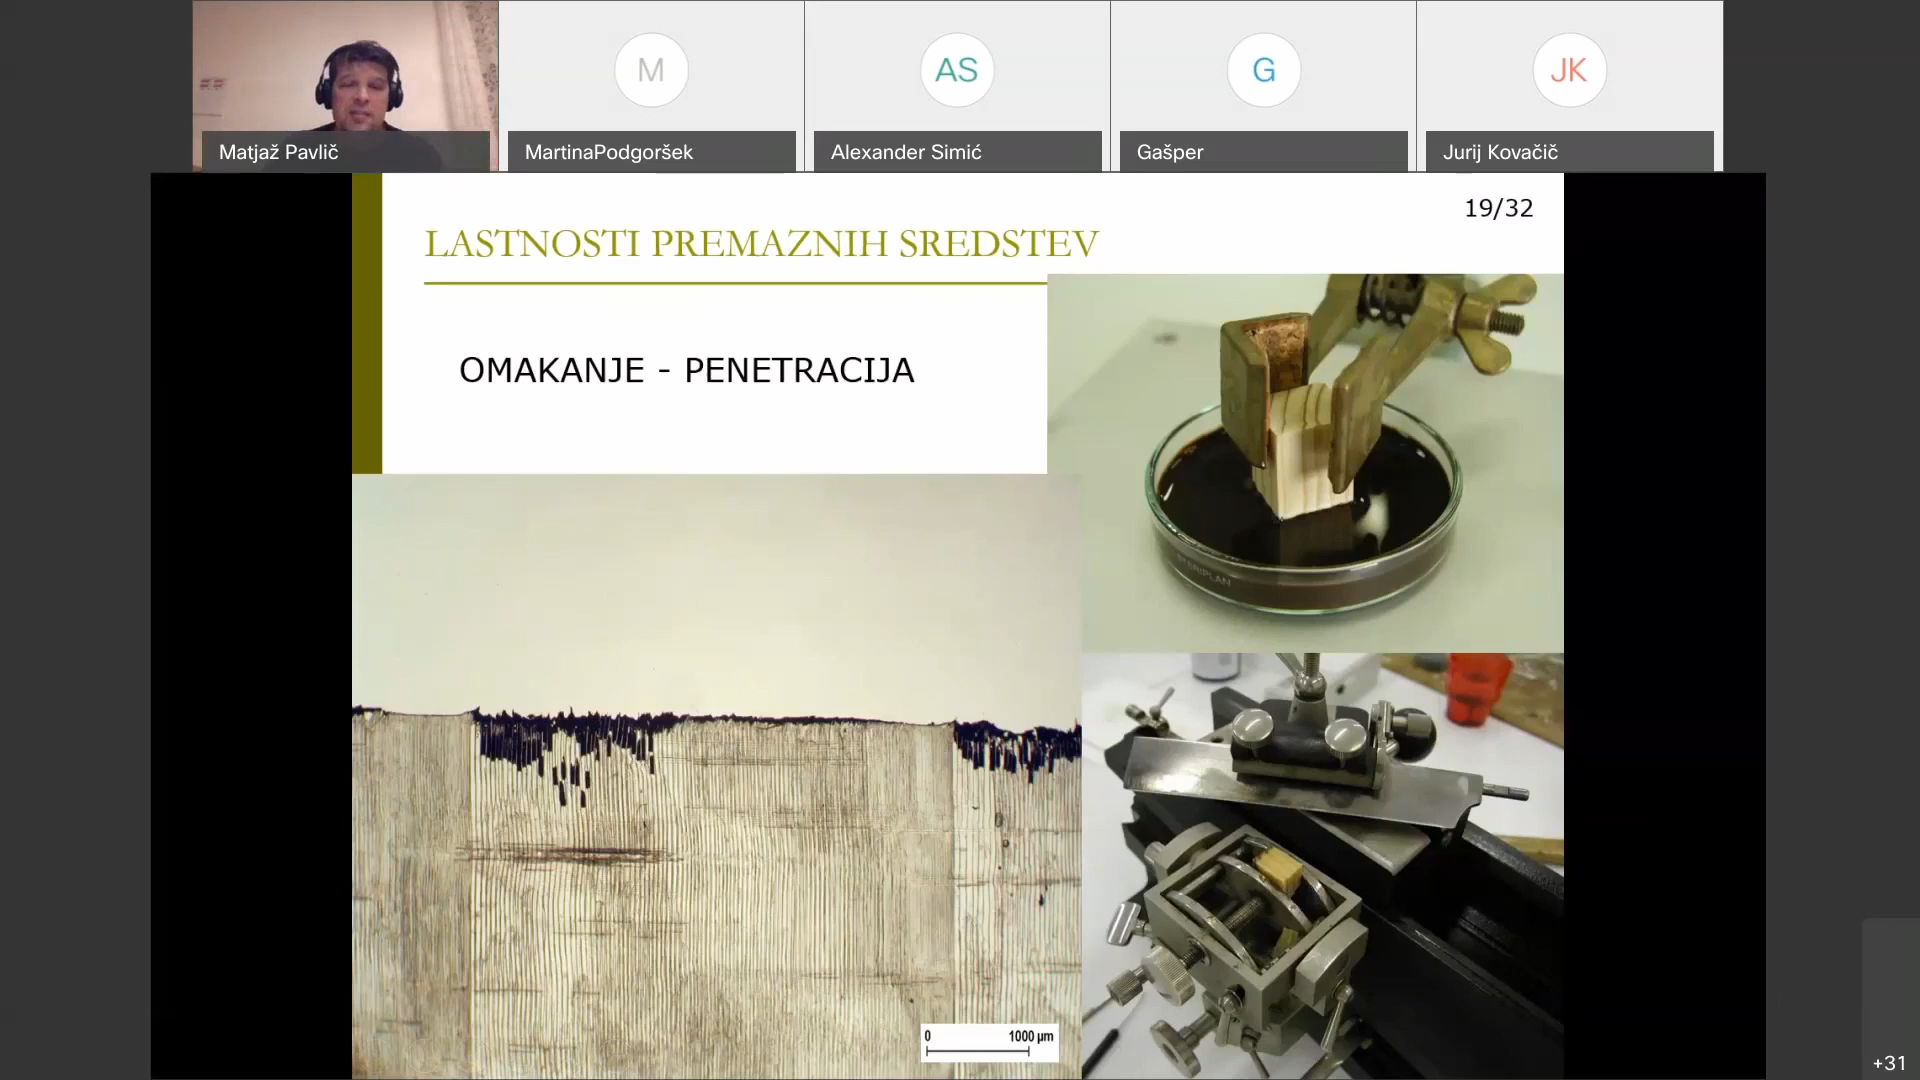 M
AS
G
JK
Matjaž Pavlič
MartinaPodgoršek
Alexander Simić
Gašper
Jurij Kovačič
19/32
LASTNOSTI PREMAZNIH SREDSTEV
OMAKANJE - PENETRACIJA
STERIPLAN
0 1000 µm
+31